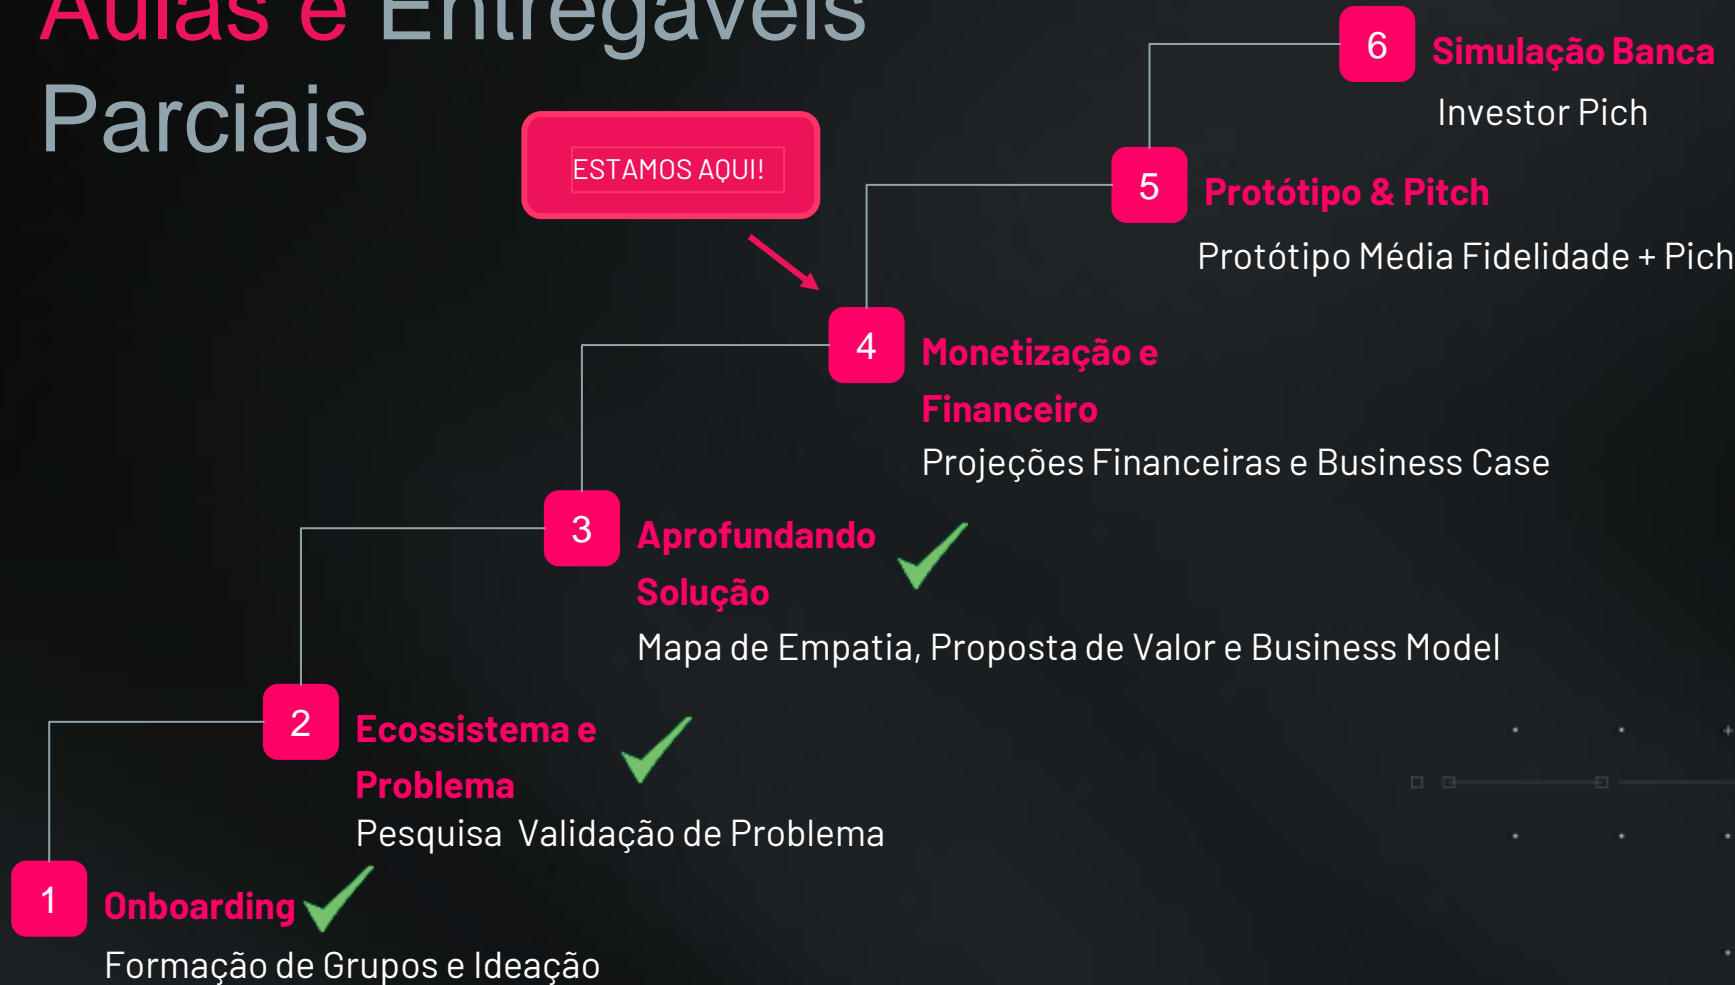 Aulas e Entregáveis
Parciais
ESTAMOS AQUI!
6
Simulação Banca
Investor Pich
5
Protótipo & Pitch
Protótipo Média Fidelidade + Pich
4
Monetização e
Financeiro
Projeções Financeiras e Business Case
3
Aprofundando
Solução
Mapa de Empatia, Proposta de Valor e Business Model
2
Ecossistema e
Problema
Pesquisa  Validação de Problema
1
Onboarding
Formação de Grupos e Ideação